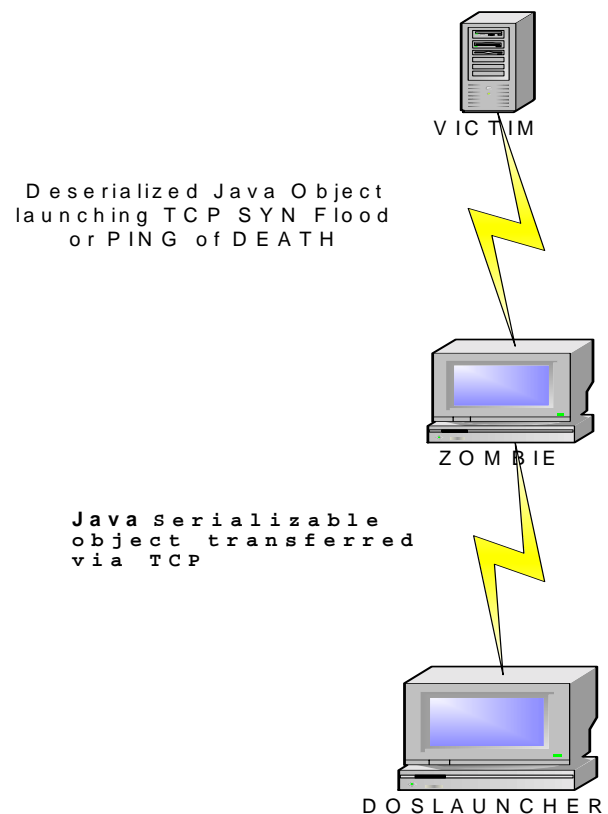 VICTIM
Deserialized Java Object
launching TCP SYN Flood
or PING of DEATH
ZOMBIE
Java Serializable
object transferred
via TCP
DOSLAUNCHER